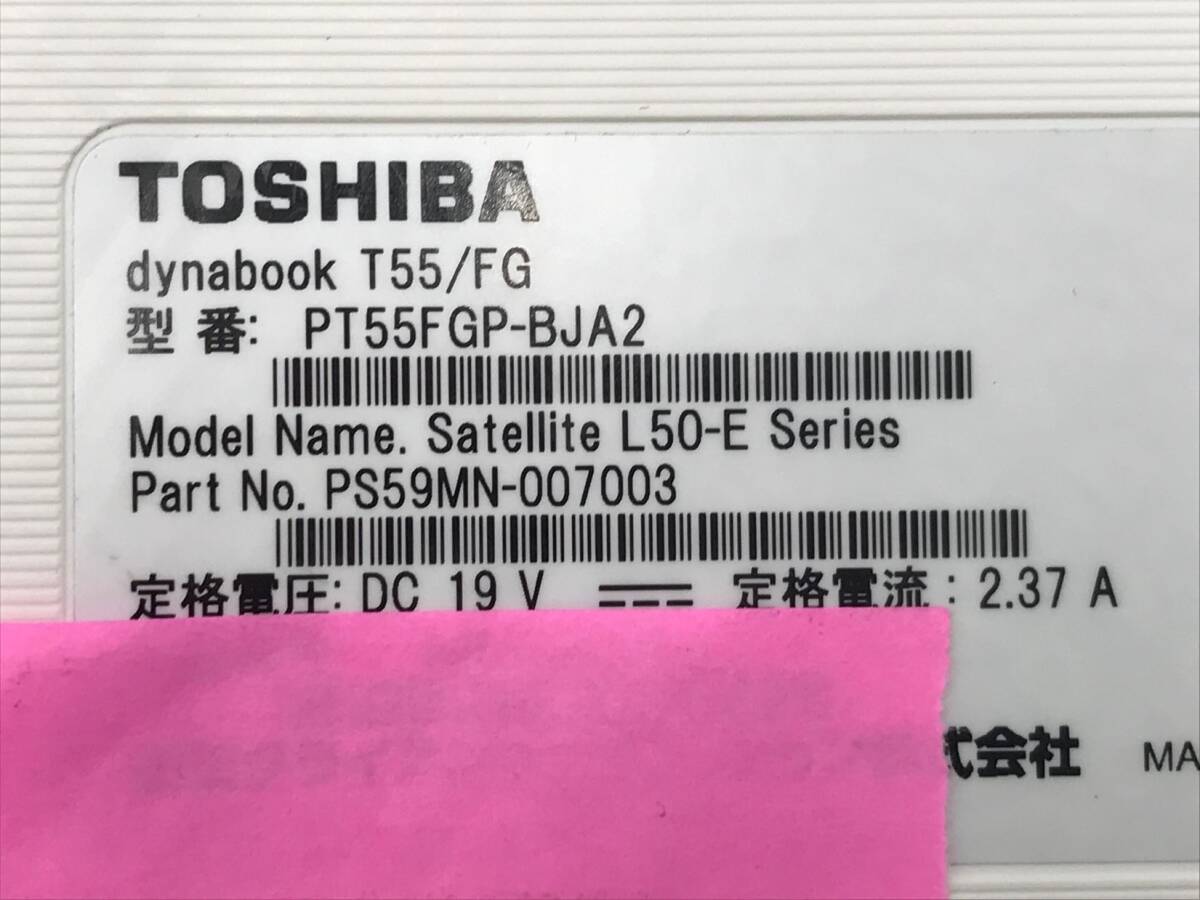 TOSHIBA
dynabook T55/FG
型 番: PT55FGP-BJA2
Model Name. Satellite L50-E Series
Part No. PS59MN-007003
定格電圧: DC 19 V 定格電流 : 2.37 A
式会社 MA